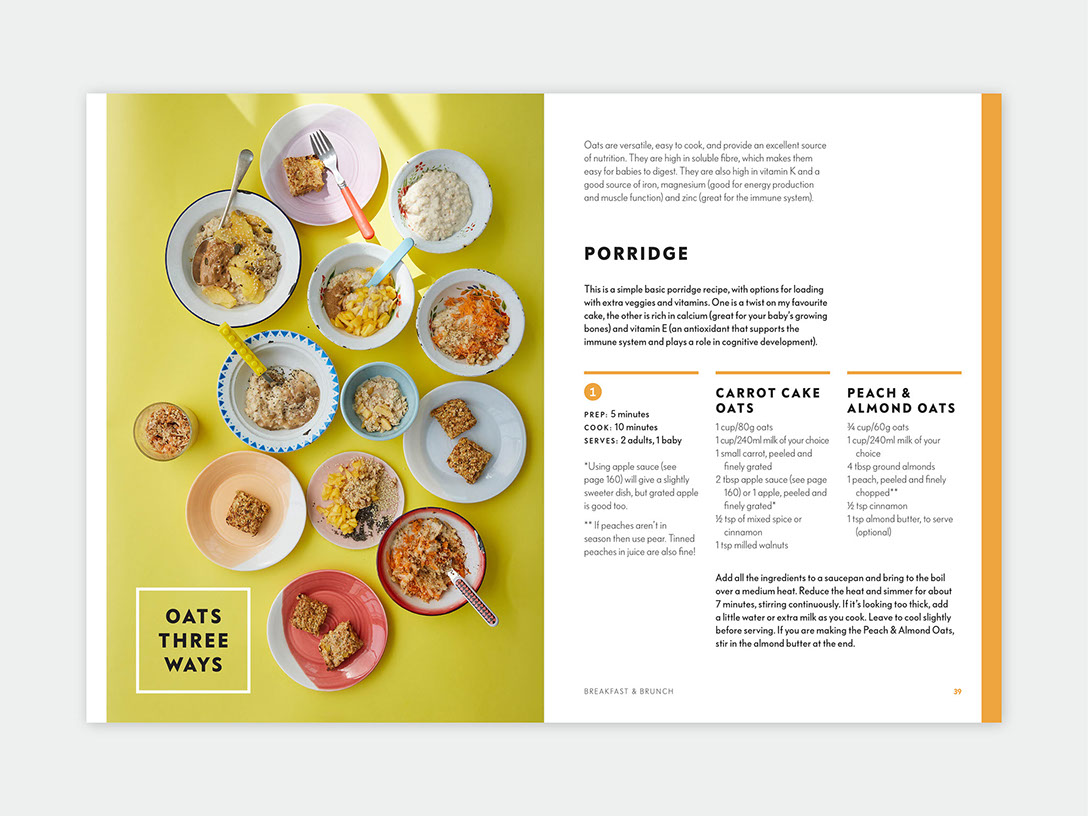 OATS
THREE
WAYS
Oats are versatile, easy to cook, and provide an excellent source
of nutrition. They are high in soluble fibre, which makes them
easy for babies to digest. They are also high in vitamin K and a
good source of iron, magnesium (good for energy production
and muscle function) and zinc (great for the immune system).
PORRIDGE
This is a simple basic porridge recipe, with options for loading
with extra veggies and vitamins. One is a twist on my favourite
cake, the other is rich in calcium (great for your baby's growing
bones) and vitamin E (an antioxidant that supports the
immune system and plays a role in cognitive development).
1
PREP: 5 minutes
COOK: 10 minutes
SERVES: 2 adults, 1 baby
*Using apple sauce (see
page 160) will give a slightly
sweeter dish, but grated apple
is good too.
** If peaches aren't in
season then use pear. Tinned
peaches in juice are also fine!
CARROT CAKE
OATS
1 cup/80g oats
1 cup/240ml milk of your choice
1 small carrot, peeled and
finely grated
2 tbsp apple sauce (see page
160) or 1 apple, peeled and
finely grated*
½ tsp of mixed spice or
cinnamon
1 tsp milled walnuts
PEACH &
ALMOND OATS
¾ cup/60g oats
1 cup/240ml milk of your
choice
4 tbsp ground almonds
1 peach, peeled and finely
chopped**
½ tsp cinnamon
1 tsp almond butter, to serve
(optional)
Add all the ingredients to a saucepan and bring to the boil
over a medium heat. Reduce the heat and simmer for about
7 minutes, stirring continuously. If it's looking too thick, add
a little water or extra milk as you cook. Leave to cool slightly
before serving. If you are making the Peach & Almond Oats,
stir in the almond butter at the end.
BREAKFAST & BRUNCH
39